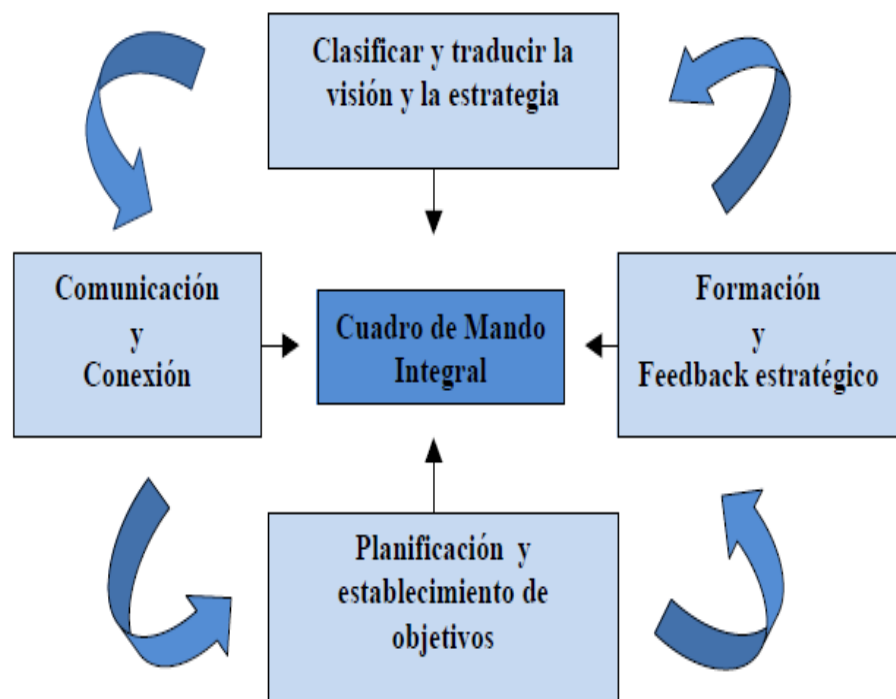 Clasificar y traducir la
visión y la estrategia
Comunicación
y
Conexión
Cuadro de Mando
Integral
Formación
y
Feedback estratégico
Planificación y
establecimiento de
objetivos